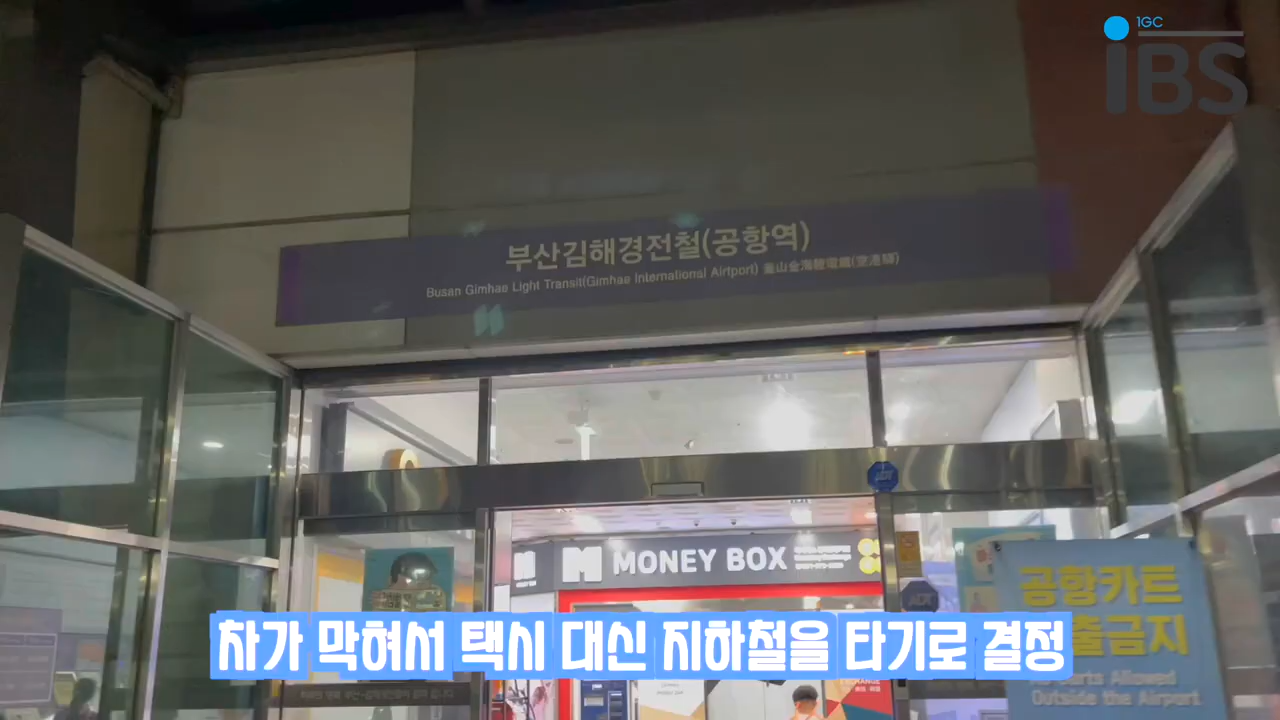 1GC
iBS
부산김해경전철(공항역)
Busan Gimhae Light Transit(Gimhae International Airtport) 釜山金海輕電鐵(空港驛)
M MONEY BOX
공항카트
출금지
Carts Allowed
Outside the Airport
차가 막혀서 택시 대신 지하철을 타기로 결정